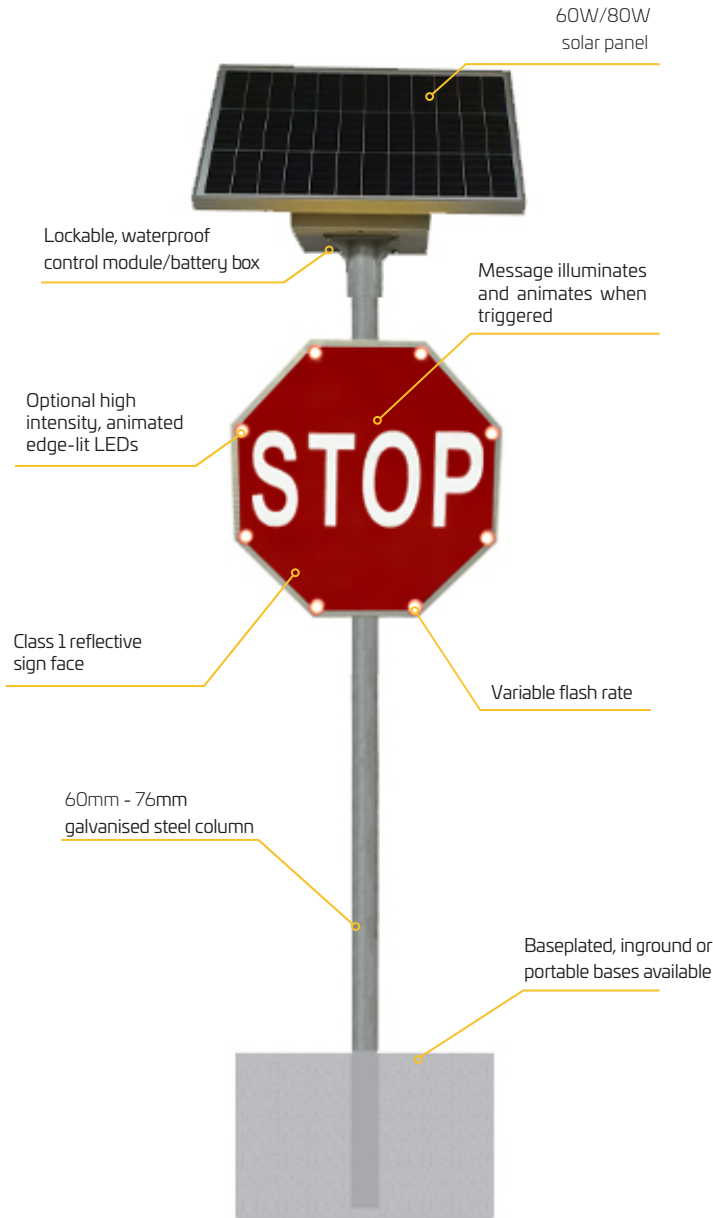 60W/80W
solar panel
Lockable, waterproof
control module/battery box
Message illuminates
and animates when
triggered
Optional high
intensity, animated
edge-lit LEDs
STOP
Class 1 reflective
sign face
Variable flash rate
60mm - 76mm
galvanised steel column
Baseplated, inground or
portable bases available